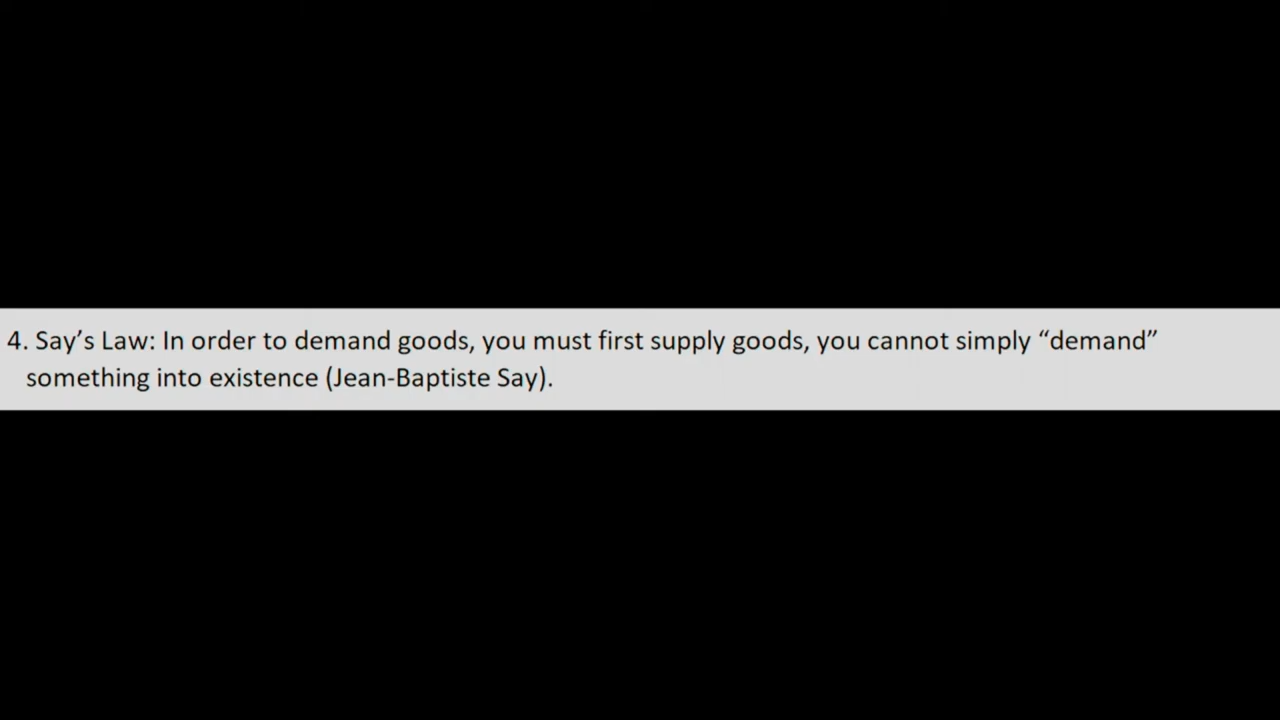 4. Say’s Law: In order to demand goods, you must first supply goods, you cannot simply “demand”
something into existence (Jean-Baptiste Say).